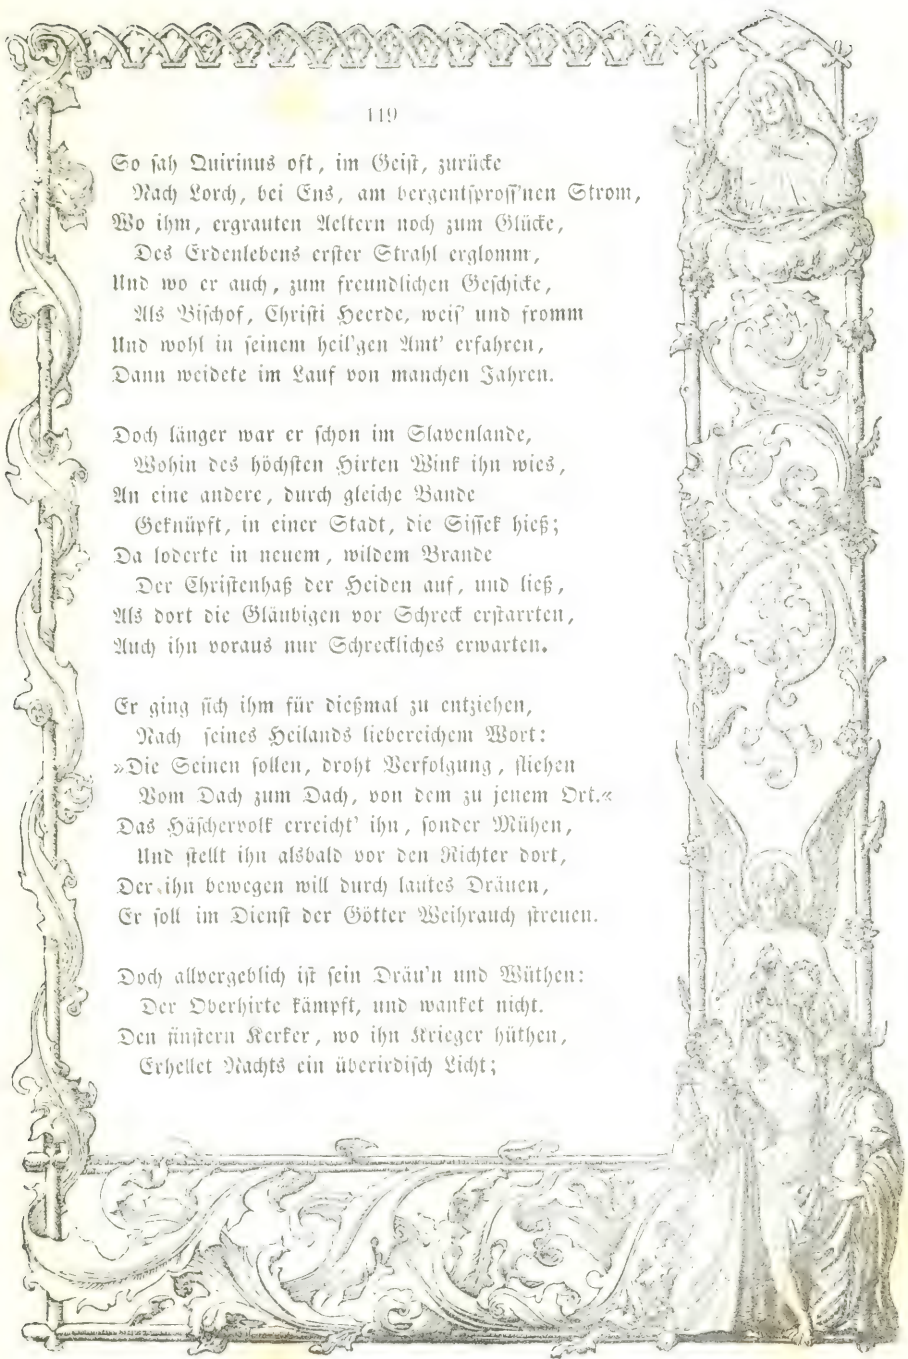 119
So sah Quirinus oft, im Geist, zurücke
Nach Lorch, bei Ens, am bergentspross'nen Strom,
Wo ihm, ergrauten Aeltern noch zum Glücke,
Des Erdenlebens erster Strahl erglomm,
Und wo er auch, zum freundlichen Geschicke,
Als Bischof, Christi Heerde, weis' und fromm
Und wohl in seinem heil'gen Amt' erfahren,
Dann weidete im Lauf von manchen Jahren.
Doch länger war er schon im Slavenlande,
Wohin des höchsten Hirten Wink ihn wies,
An eine andere, durch gleiche Bande
Geknüpft, in einer Stadt, die Sissek hieß;
Da loderte in neuem, wildem Brande
Der Christenhaß der Heiden auf, und ließ,
Als dort die Gläubigen vor Schreck erstarrten,
Auch ihn voraus nur Schreckliches erwarten.
Er ging sich ihm für dießmal zu entziehen,
Nach seines Heilands liebereichem Wort:
»Die Seinen sollen, droht Verfolgung, fliehen
Vom Dach zum Dach, von dem zu jenem Ort.«
Das Häschervolk erreicht' ihn, sonder Mühen,
Und stellt ihn alsbald vor den Richter dort,
Der ihn bewegen will durch lautes Dräuen,
Er soll im Dienst der Götter Weihrauch streuen.
Doch allvergeblich ist sein Dräu'n und Wüthen:
Der Oberhirte kämpft, und wanket nicht.
Den finstern Kerker, wo ihn Krieger hüthen,
Erhellet Nachts ein überirdisch Licht;